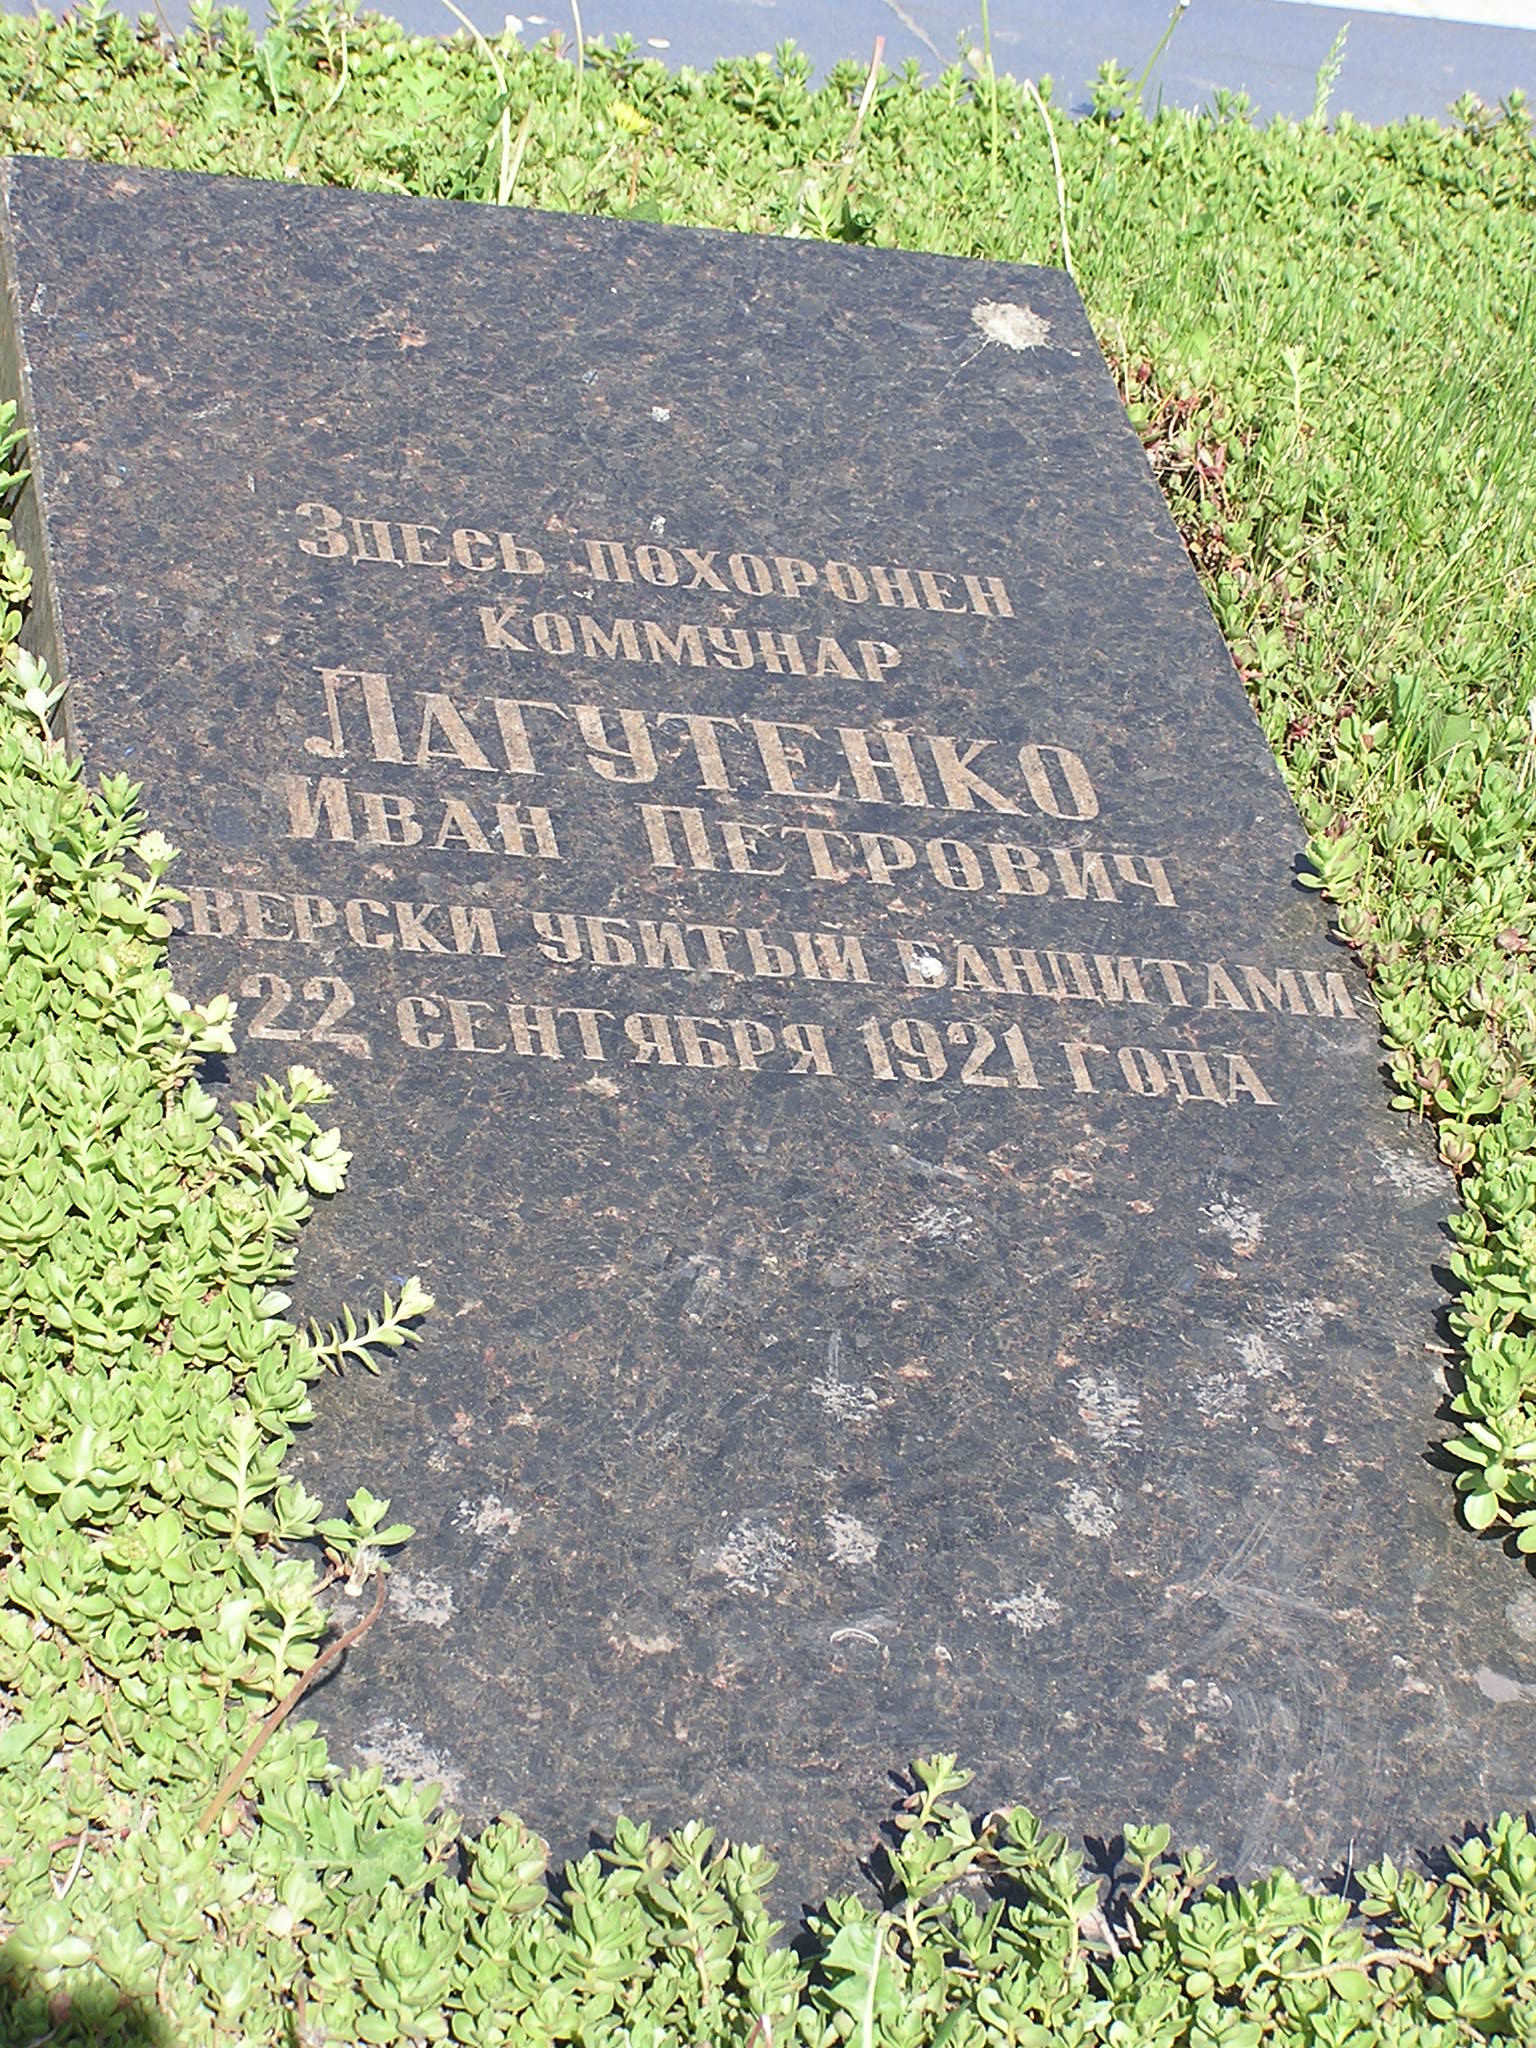 Здесь похоронен
Коммунар
Лагутенко
Иван Петрович
зверски убитый бандитами
22 сентября 1921 года